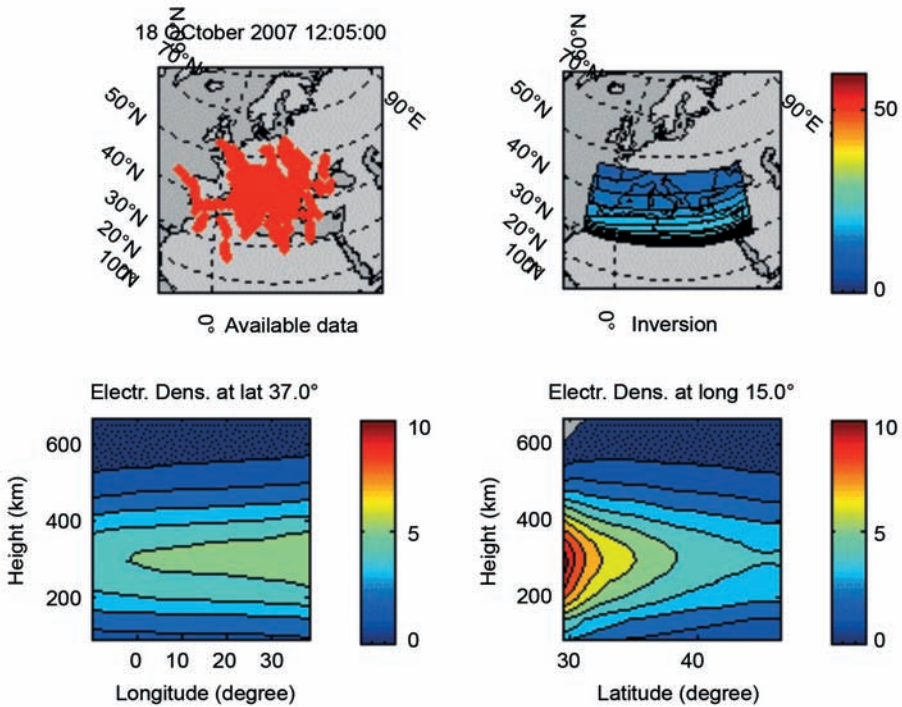 18 OCtober 2007 12:05:00
90°N
70°N
50°N
40°N
30°N
20°N
90°E
0°
Available data
90°N
70°N
50°N
40°N
30°N
20°N
90°E
0°
Inversion
50
0
Electr. Dens. at lat 37.0°
Height (km)
600
400
200
0 10 20 30
Longitude (degree)
10
5
0
Electr. Dens. at long 15.0°
Height (km)
600
400
200
30 40
Latitude (degree)
10
5
0